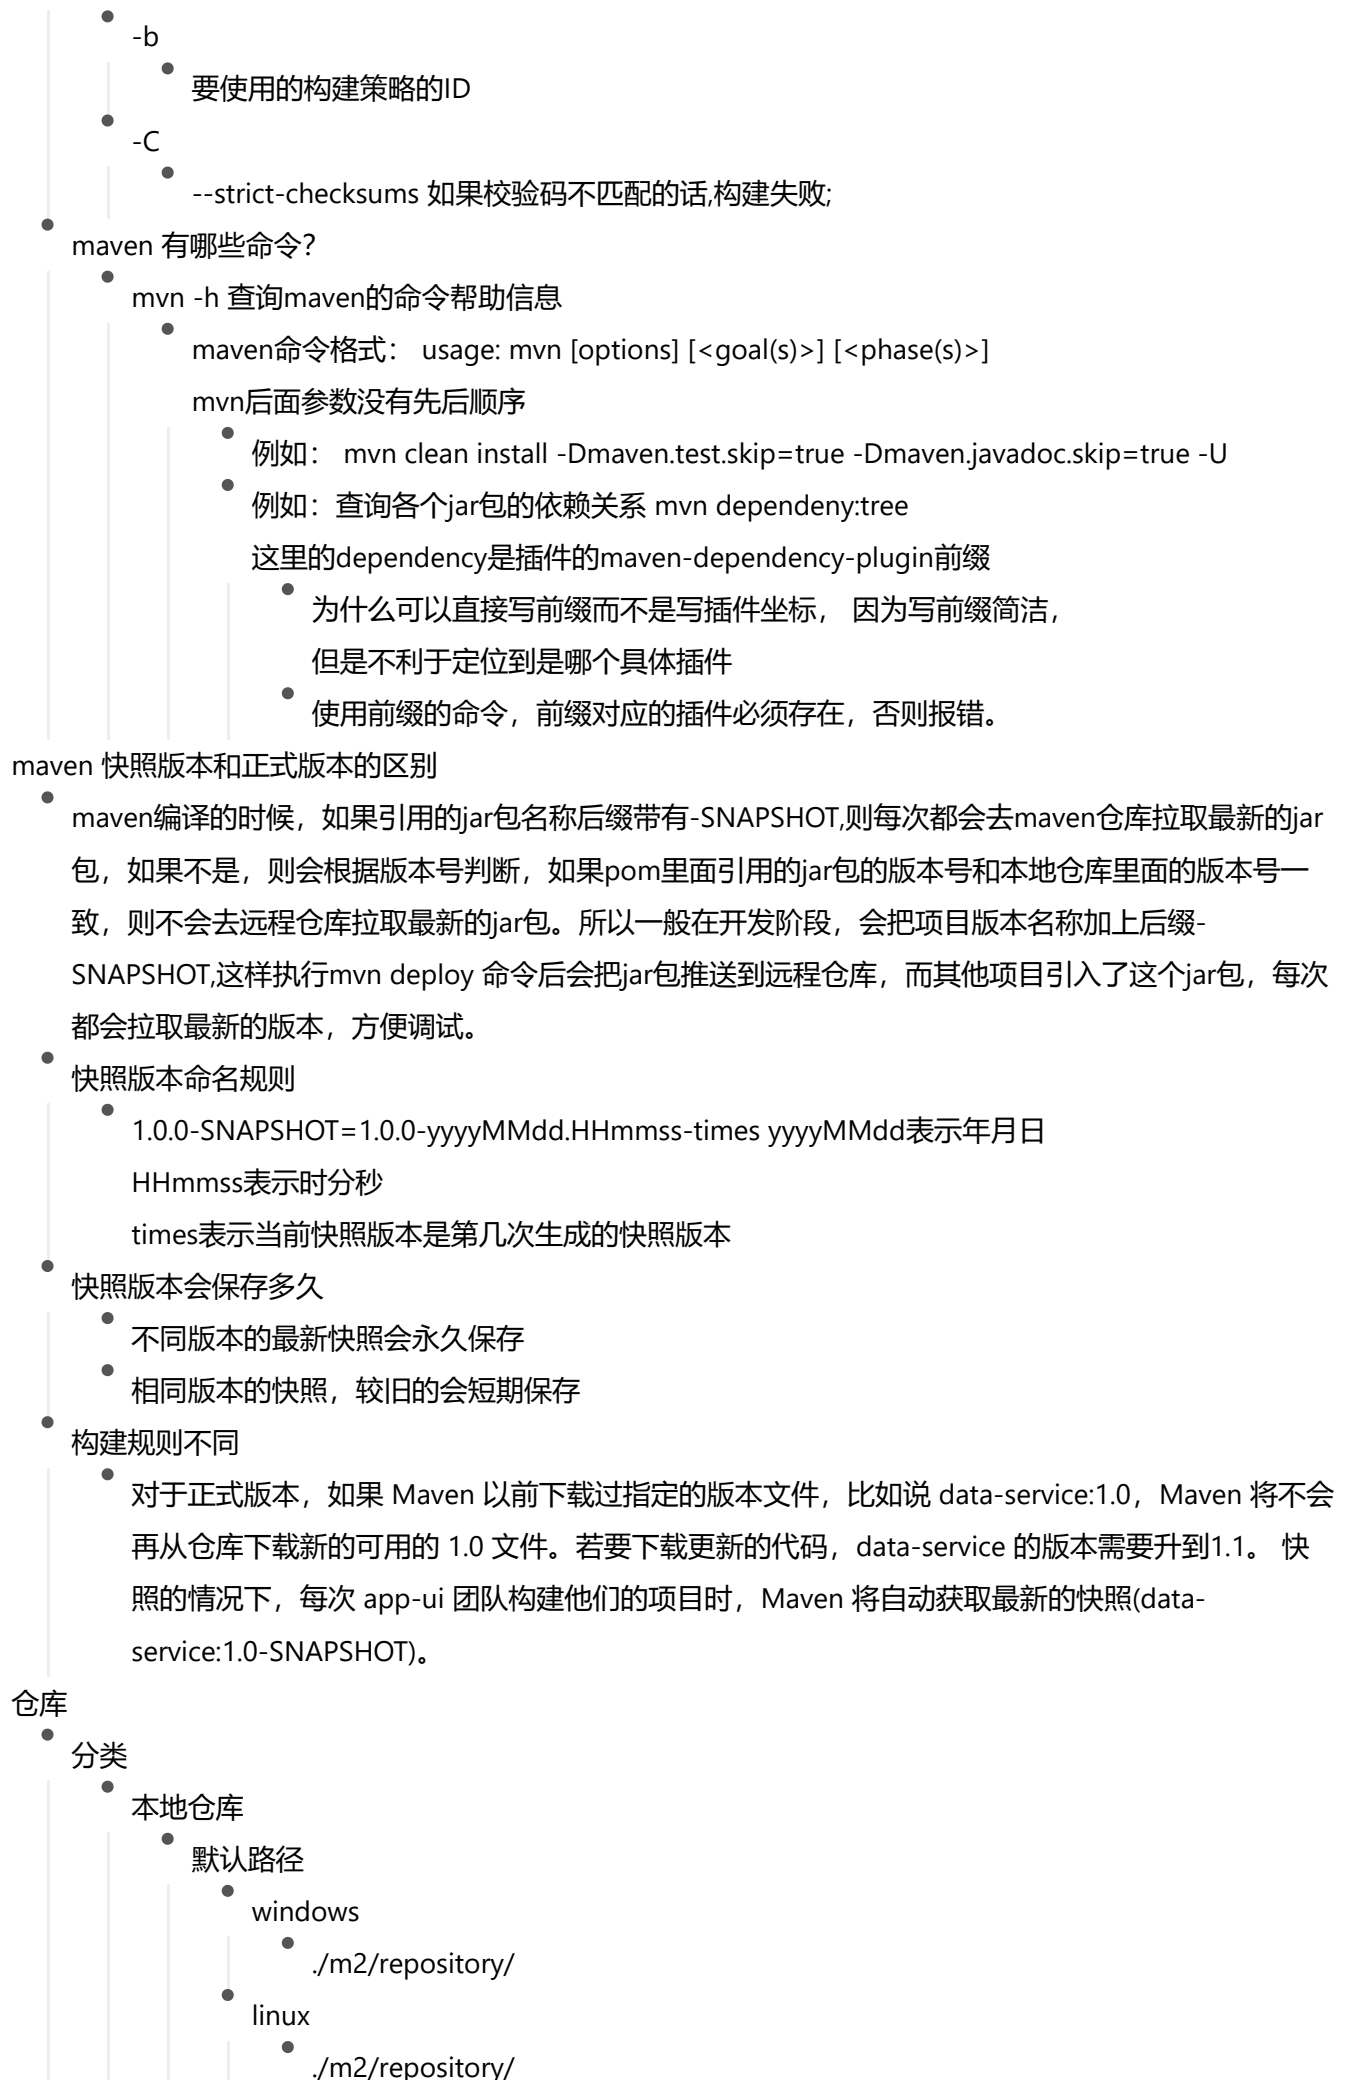 -b
要使用的构建策略的ID
-C
--strict-checksums 如果校验码不匹配的话,构建失败;
maven 有哪些命令？
mvn -h 查询maven的命令帮助信息
maven命令格式： usage: mvn [options] [<goal(s)>] [<phase(s)>]
mvn后面参数没有先后顺序
例如： mvn clean install -Dmaven.test.skip=true -Dmaven.javadoc.skip=true -U
例如：查询各个jar包的依赖关系 mvn dependeny:tree
这里的dependency是插件的maven-dependency-plugin前缀
为什么可以直接写前缀而不是写插件坐标， 因为写前缀简洁，
但是不利于定位到是哪个具体插件
使用前缀的命令，前缀对应的插件必须存在，否则报错。
maven 快照版本和正式版本的区别
maven编译的时候，如果引用的jar包名称后缀带有-SNAPSHOT,则每次都会去maven仓库拉取最新的jar
包，如果不是，则会根据版本号判断，如果pom里面引用的jar包的版本号和本地仓库里面的版本号一
致，则不会去远程仓库拉取最新的jar包。所以一般在开发阶段，会把项目版本名称加上后缀-
SNAPSHOT,这样执行mvn deploy 命令后会把jar包推送到远程仓库，而其他项目引入了这个jar包，每次
都会拉取最新的版本，方便调试。
快照版本命名规则
1.0.0-SNAPSHOT=1.0.0-yyyyMMdd.HHmmss-times yyyyMMdd表示年月日
HHmmss表示时分秒
times表示当前快照版本是第几次生成的快照版本
快照版本会保存多久
不同版本的最新快照会永久保存
相同版本的快照，较旧的会短期保存
构建规则不同
对于正式版本，如果 Maven 以前下载过指定的版本文件，比如说 data-service:1.0，Maven 将不会
再从仓库下载新的可用的 1.0 文件。若要下载更新的代码，data-service 的版本需要升到1.1。 快
照的情况下，每次 app-ui 团队构建他们的项目时，Maven 将自动获取最新的快照(data-
service:1.0-SNAPSHOT)。
仓库
分类
本地仓库
默认路径
windows
./m2/repository/
linux
./m2/repository/